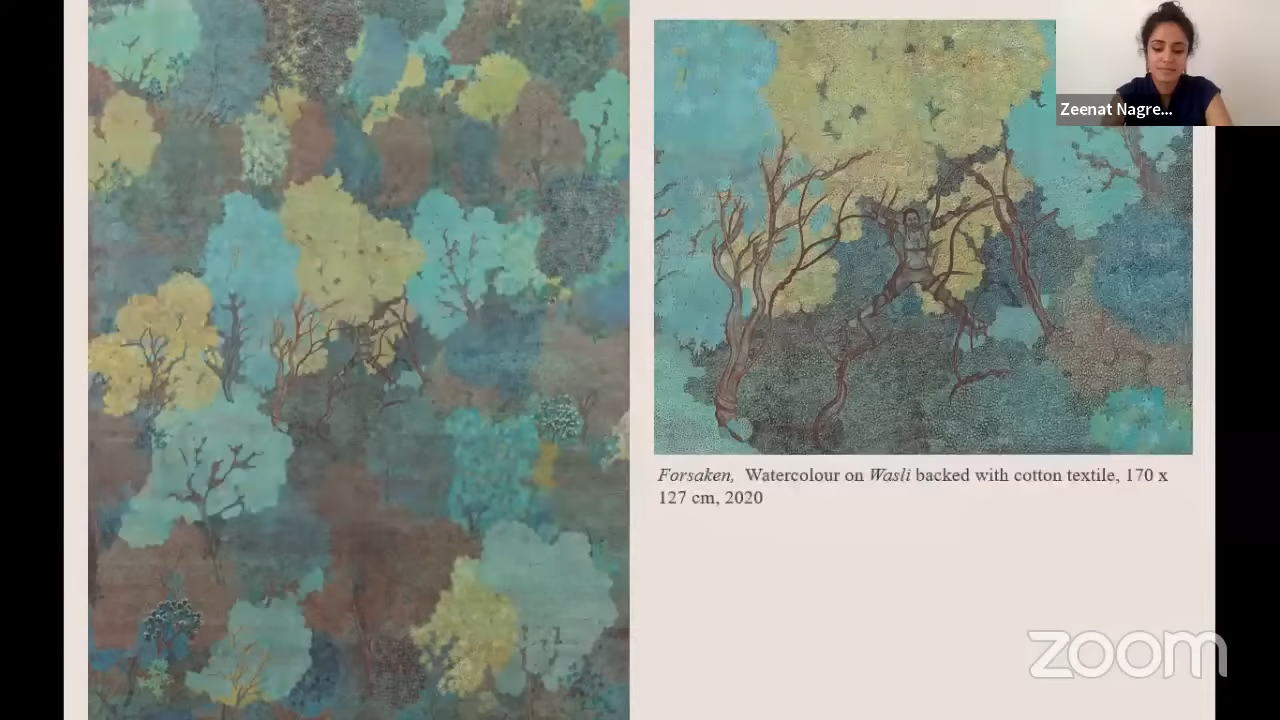 Zeenat Nagre...
Forsaken, Watercolour on Wasli backed with cotton textile, 170 x
127 cm, 2020
zoom